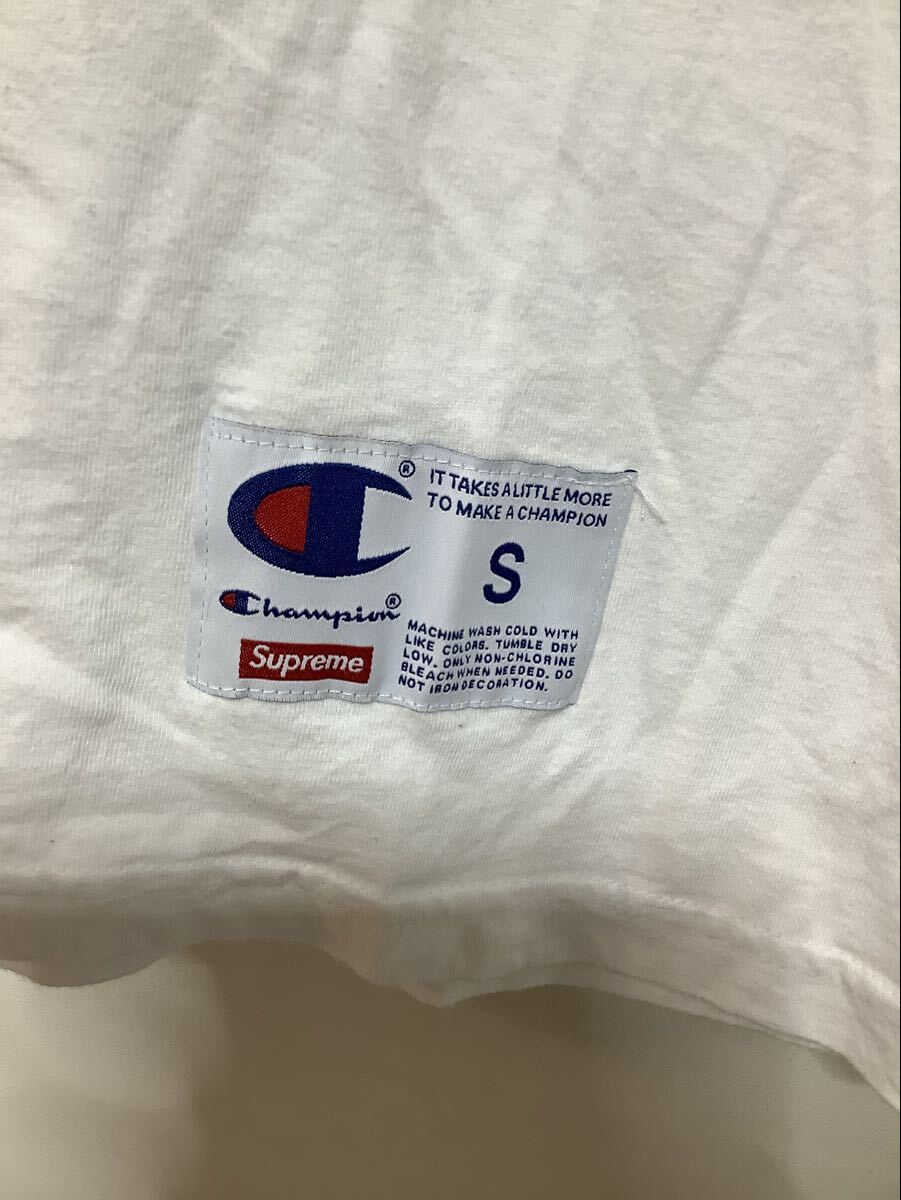 IT TAKES A LITTLE MORE
TO MAKE A CHAMPION
S
Champion®
Supreme
MACHINE WASH COLD WITH
LIKE COLORS. TUMBLE DRY
LOW. ONLY NON-CHLORINE
BLEACH WHEN NEEDED. DO
NOT IRON DECORATION.